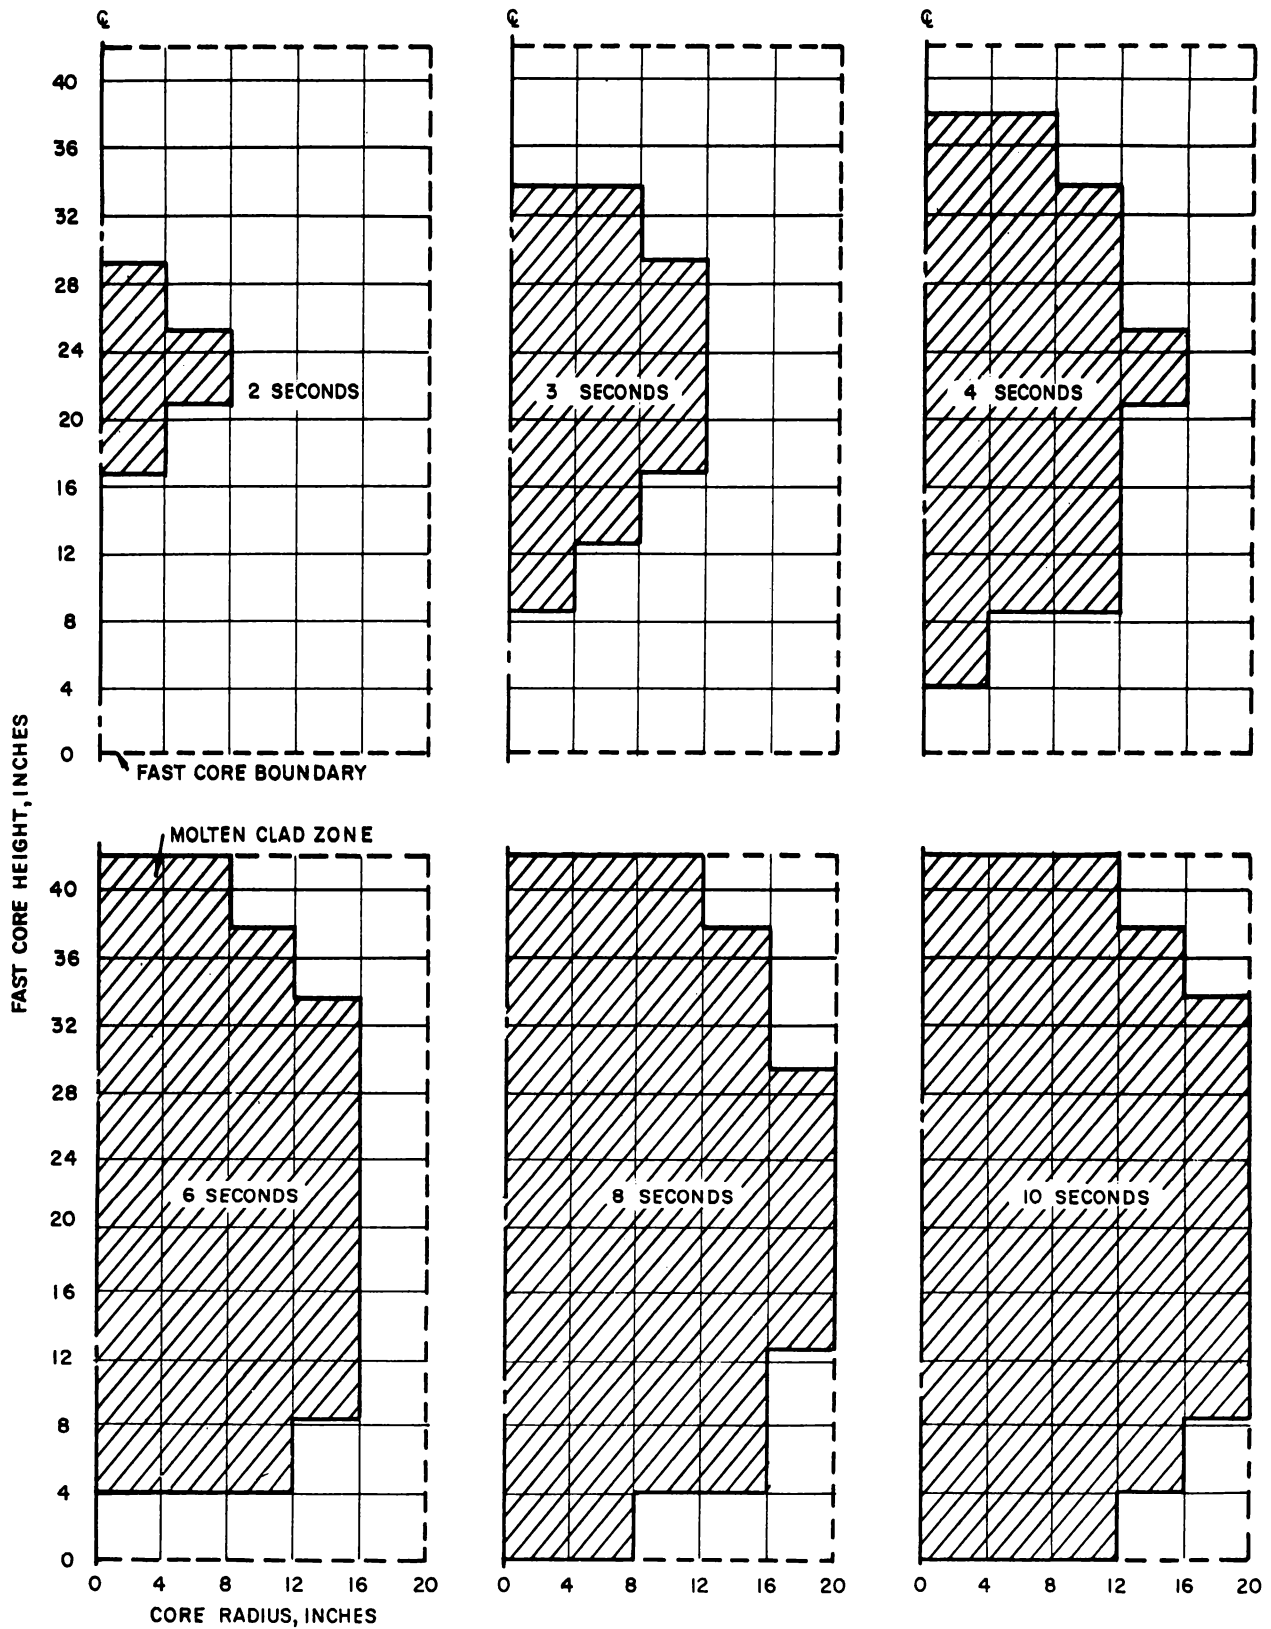 ℄ ℄ ℄
40
36
32
28
24
20
16
12
8
4
0
2 SECONDS
3 SECONDS
4 SECONDS
FAST CORE BOUNDARY
FAST CORE HEIGHT, INCHES
MOLTEN CLAD ZONE
40
36
32
28
24
20
16
12
8
4
0
6 SECONDS
8 SECONDS
10 SECONDS
0 4 8 12 16 20
0 4 8 12 16 20
0 4 8 12 16 20
CORE RADIUS, INCHES